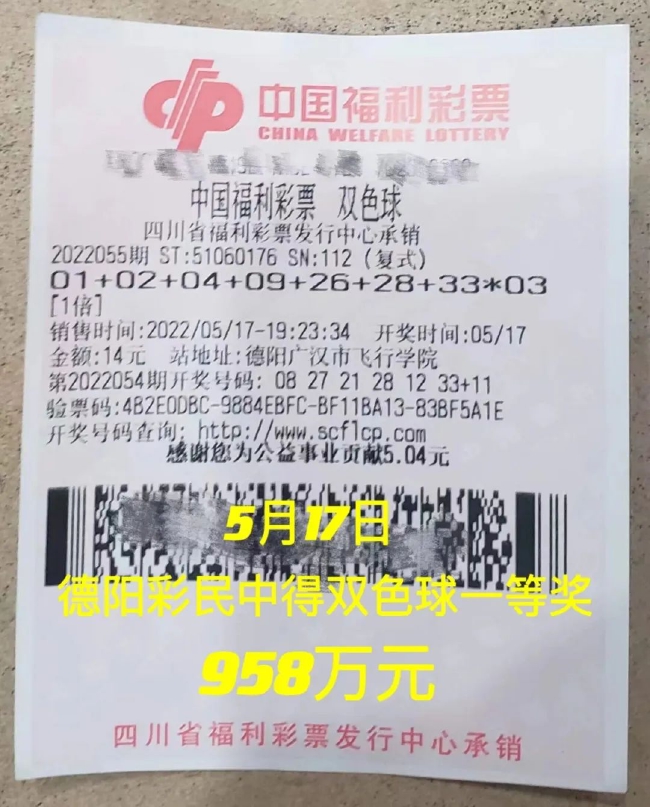 中国福利彩票
CHINA WELFARE LOTTERY
中国福利彩票 双色球
四川省福利彩票发行中心承销
2022055期 ST:51060176 SN:112 (复式)
01+02+04+09+26+28+33*03
[1倍]
销售时间:2022/05/17-19:23:34 开奖时间:05/17
金额:14元 站地址:德阳广汉市飞行学院
第2022054期开奖号码: 08 27 21 28 12 33+11
验票码:4B2E0DBC-9884EBFC-BF11BA13-83BF5A1E
开奖号码查询: http://www.scflcp.com
感谢您为公益事业贡献5.04元
5月17日
德阳彩民中得双色球一等奖
958万元
四川省福利彩票发行中心承销